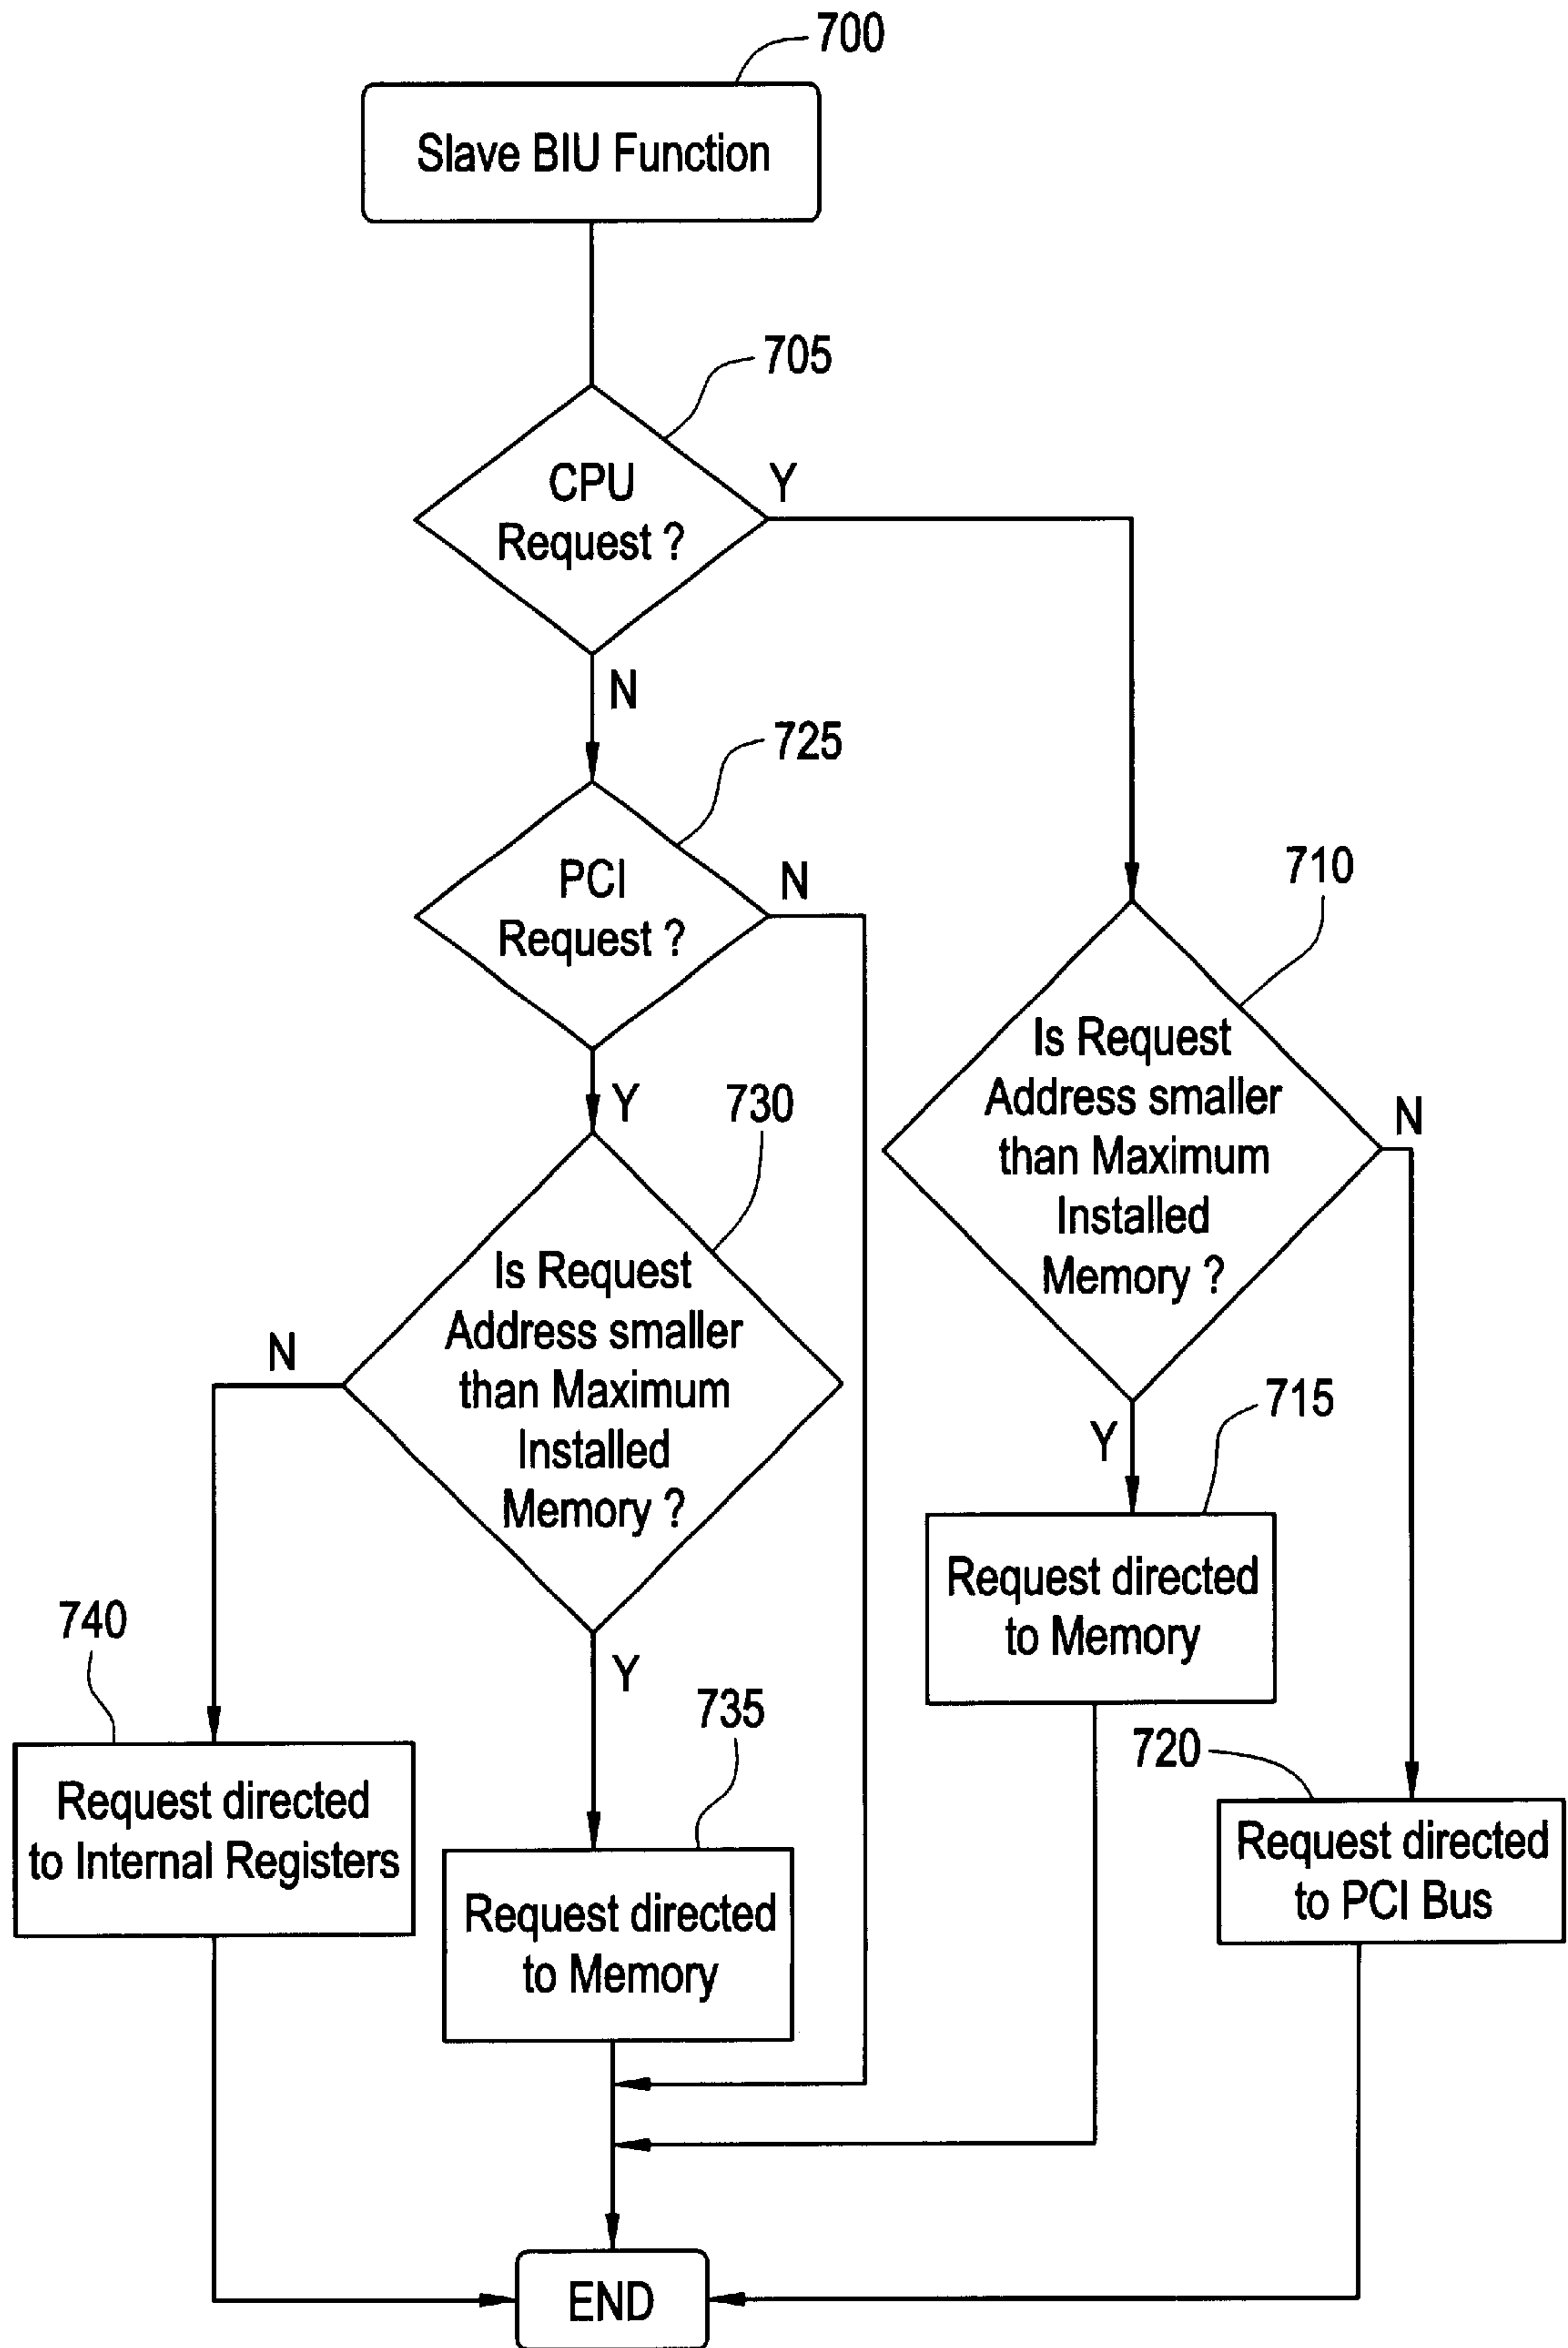 700
Slave BIU Function
705
CPU
Request ?
Y
N
725
PCI
Request ?
N
Y
710
Is Request
Address smaller
than Maximum
Installed
Memory ?
N
Y
730
Is Request
Address smaller
than Maximum
Installed
Memory ?
N
Y
715
Request directed
to Memory
720
Request directed
to PCI Bus
740
Request directed
to Internal Registers
735
Request directed
to Memory
END